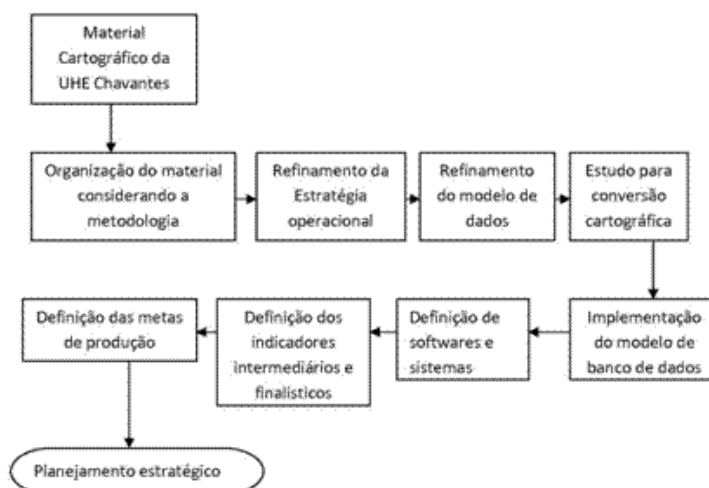 Material
Cartográfico da
UHE Chavantes
Organização do material
considerando a
metodologia
Refinamento da
Estratégia
operacional
Refinamento
do modelo de
dados
Estudo para
conversão
cartográfica
Implementação
do modelo de
banco de dados
Definição de
softwares e
sistemas
Definição dos
indicadores
intermediários e
finalísticos
Definição das metas
de produção
Planejamento estratégico